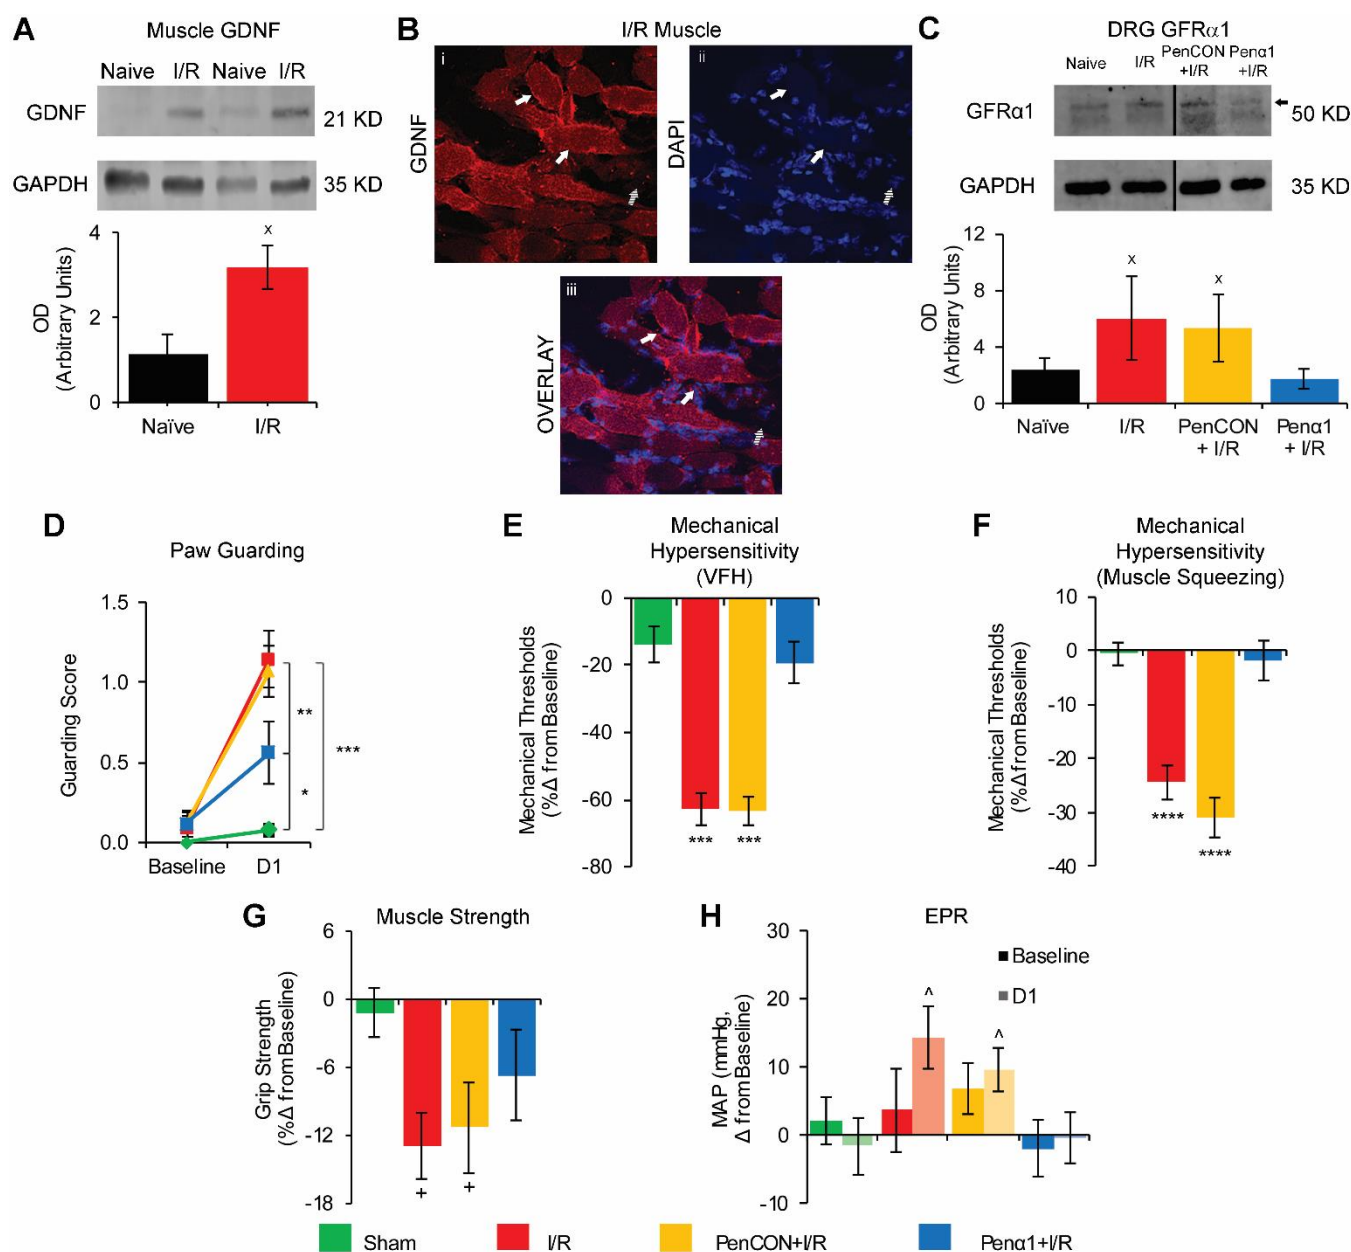 A
Muscle GDNF
Naive I/R Naive I/R
GDNF
21 KD
GAPDH
35 KD
4
2
0
OD
(Arbitrary Units)
x
Naïve I/R
B
I/R Muscle
i
GDNF
ii
DAPI
iii
OVERLAY
C
DRG GFRα1
Naive I/R PenCON +I/R Penα1 +I/R
GFRα1
50 KD
GAPDH
35 KD
12
8
4
0
OD
(Arbitrary Units)
x
x
Naïve I/R PenCON + I/R Penα1 + I/R
D
Paw Guarding
1.5
1.0
0.5
0.0
Guarding Score
**
*
***
Baseline D1
E
Mechanical
Hypersensitivity
(VFH)
0
-20
-40
-60
-80
Mechanical Thresholds
(%Δ from Baseline)
*** ***
F
Mechanical
Hypersensitivity
(Muscle Squeezing)
10
0
-10
-20
-30
-40
Mechanical Thresholds
(%Δ from Baseline)
****
****
G
Muscle Strength
6
0
-6
-12
-18
Grip Strength
(%Δ from Baseline)
+ +
H
EPR
30
20
10
0
-10
MAP (mmHg,
Δ from Baseline)
Baseline
D1
^
^
Sham I/R PenCON+I/R Penα1+I/R